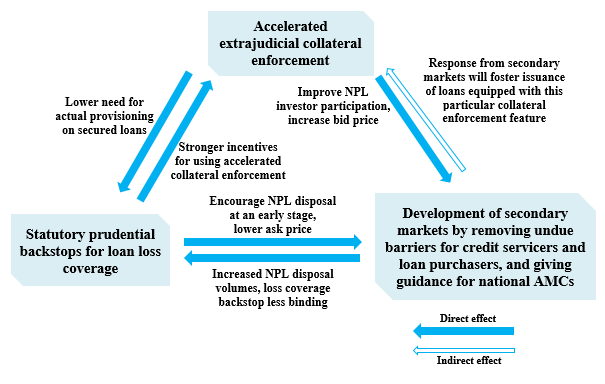 Accelerated
extrajudicial collateral
enforcement
Lower need for
actual provisioning
on secured loans
Stronger incentives
for using accelerated
collateral enforcement
Improve NPL
investor participation,
increase bid price
Response from secondary
markets will foster issuance
of loans equipped with this
particular collateral
enforcement feature
Statutory prudential
backstops for loan loss
coverage
Encourage NPL disposal
at an early stage,
lower ask price
Increased NPL disposal
volumes, loss coverage
backstop less binding
Development of secondary
markets by removing undue
barriers for credit servicers and
loan purchasers, and giving
guidance for national AMCs
Direct effect
Indirect effect